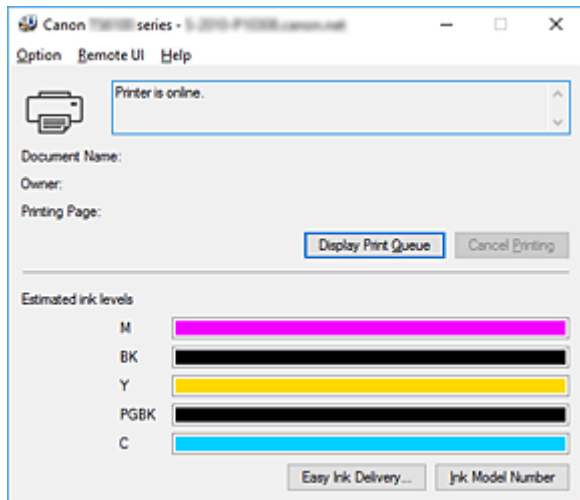 Canon series -
Option Remote UI Help
Printer is online.
Document Name:
Owner:
Printing Page:
Display Print Queue Cancel Printing
Estimated ink levels
M
BK
Y
PGBK
C
Easy Ink Delivery... Ink Model Number